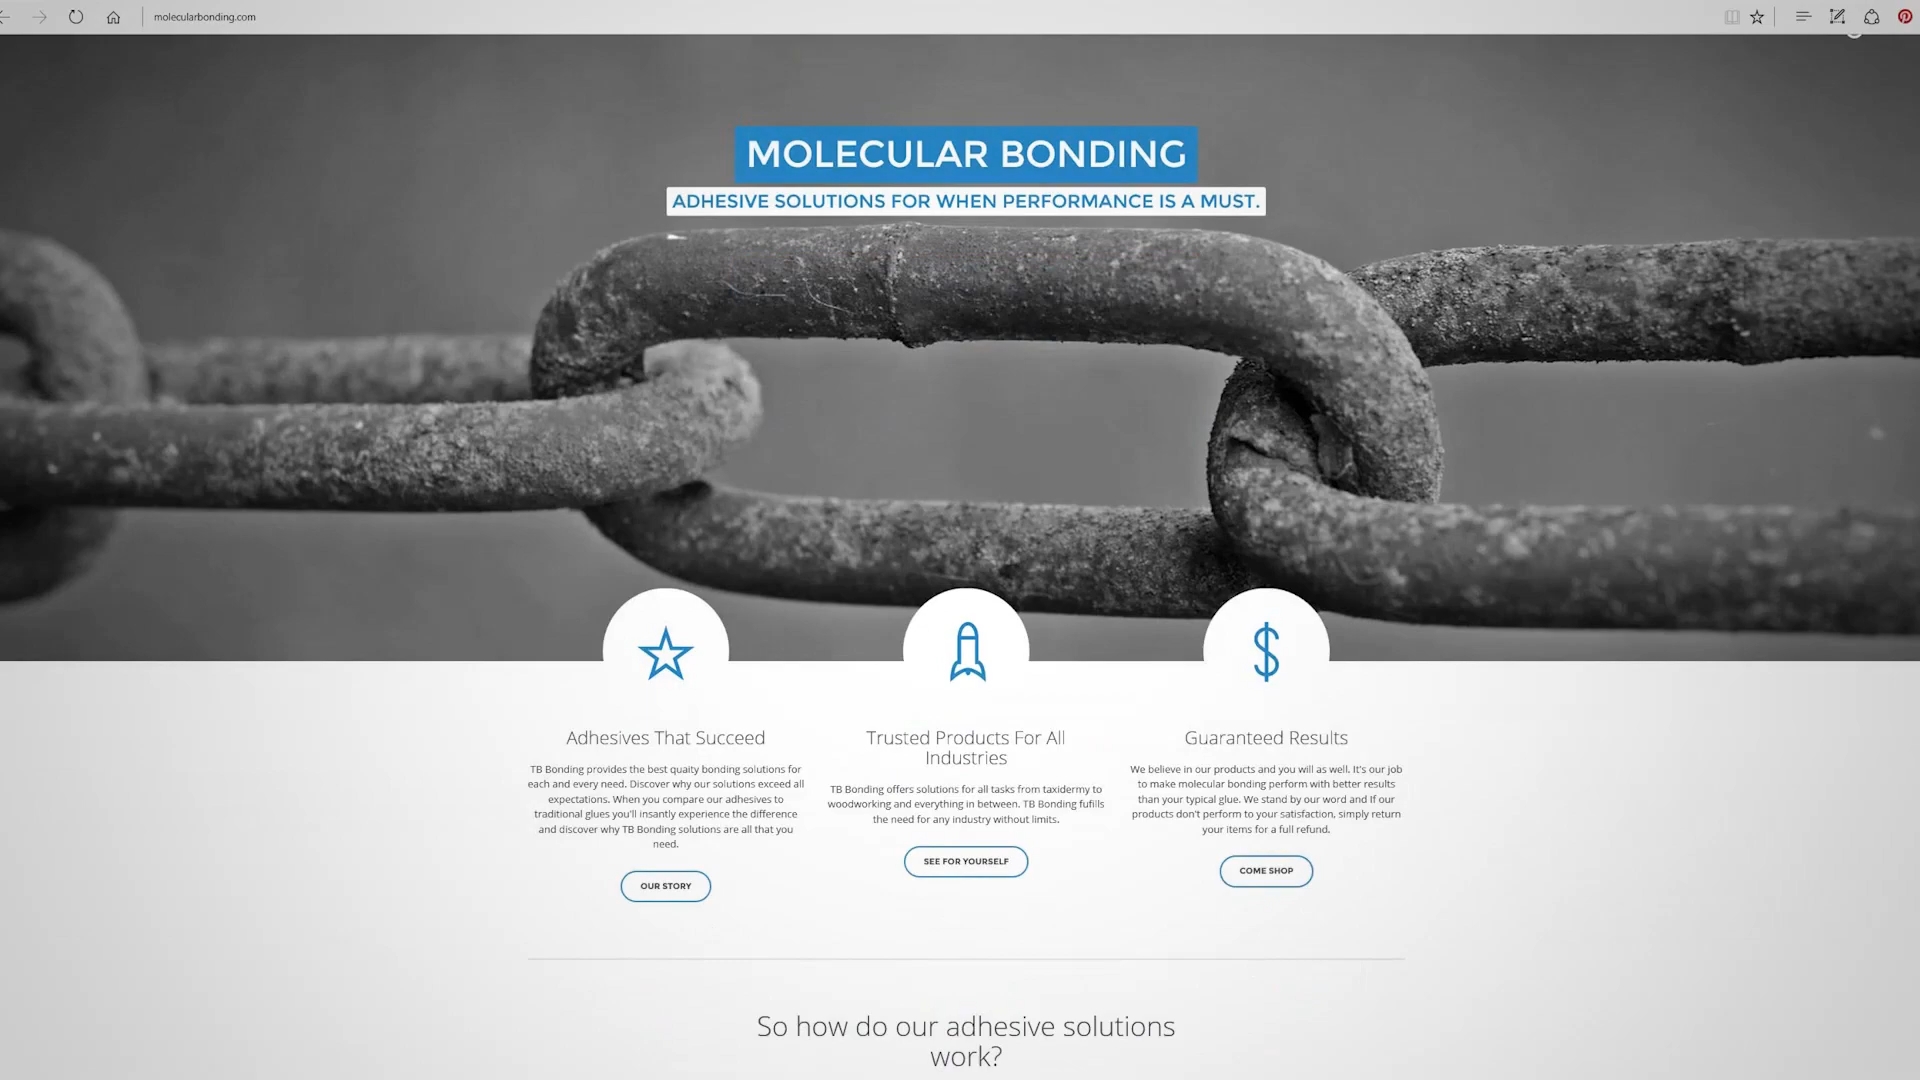 molecularbonding.com
MOLECULAR BONDING
ADHESIVE SOLUTIONS FOR WHEN PERFORMANCE IS A MUST.
Adhesives That Succeed
TB Bonding provides the best quaity bonding solutions for
each and every need. Discover why our solutions exceed all
expectations. When you compare our adhesives to
traditional glues you'll insantly experience the difference
and discover why TB Bonding solutions are all that you
need.
OUR STORY
Trusted Products For All
Industries
TB Bonding offers solutions for all tasks from taxidermy to
woodworking and everything in between. TB Bonding fufills
the need for any industry without limits.
SEE FOR YOURSELF
Guaranteed Results
We believe in our products and you will as well. It's our job
to make molecular bonding perform with better results
than your typical glue. We stand by our word and If our
products don't perform to your satisfaction, simply return
your items for a full refund.
COME SHOP
So how do our adhesive solutions
work?